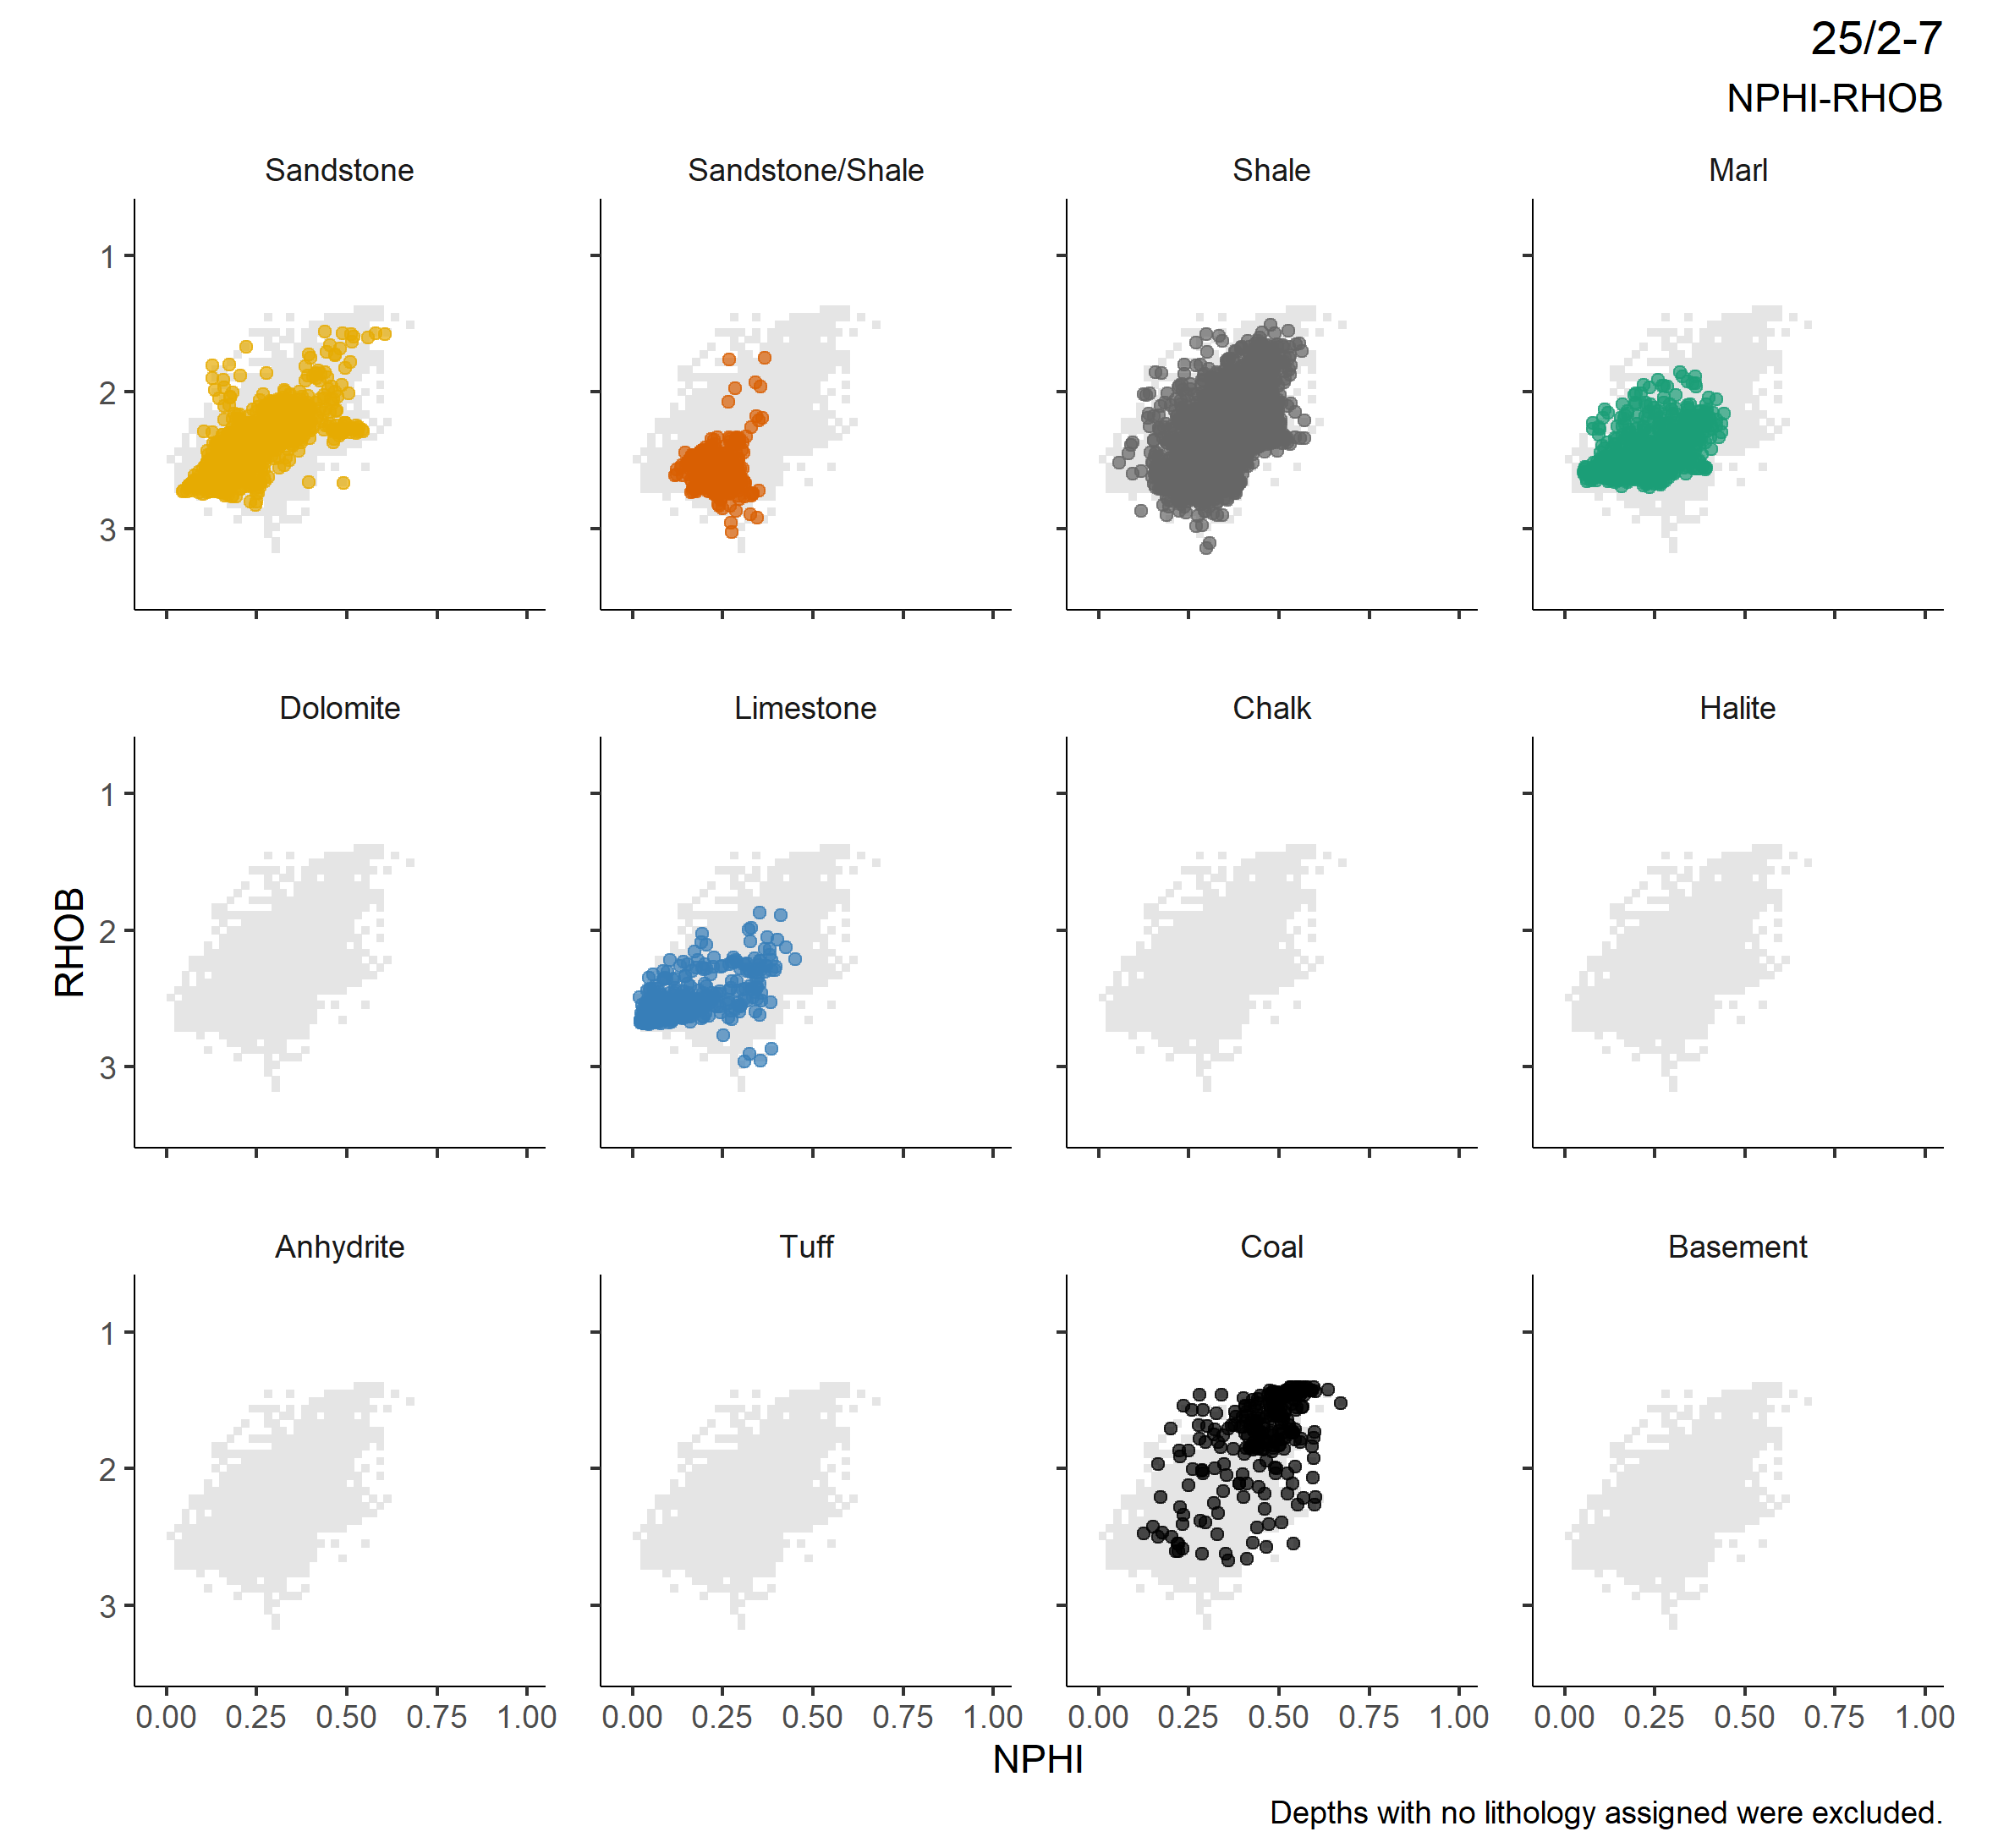 25/2-7
NPHI-RHOB
Sandstone
Sandstone/Shale
Shale
Marl
1
2
3
Dolomite
Limestone
Chalk
Halite
1
2
3
RHOB
Anhydrite
Tuff
Coal
Basement
1
2
3
0.00 0.25 0.50 0.75 1.00
0.00 0.25 0.50 0.75 1.00
0.00 0.25 0.50 0.75 1.00
0.00 0.25 0.50 0.75 1.00
NPHI
Depths with no lithology assigned were excluded.